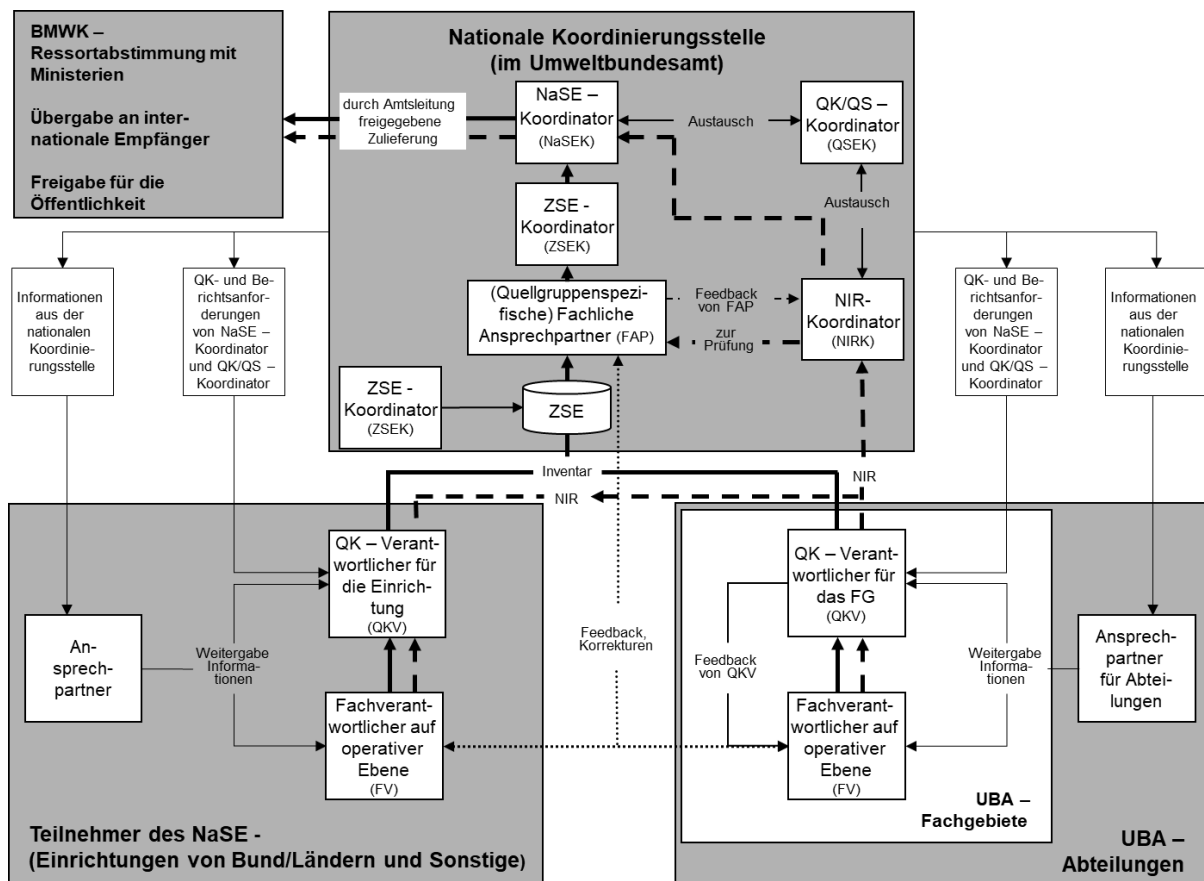 BMWK –
Ressortabstimmung mit
Ministerien
Übergabe an inter-
nationale Empfänger
Freigabe für die
Öffentlichkeit
Nationale Koordinierungsstelle
(im Umweltbundesamt)
durch Amtsleitung
freigegebene
Zulieferung
NaSE –
Koordinator
(NaSEK)
Austausch
QK/QS –
Koordinator
(QSEK)
Austausch
ZSE -
Koordinator
(ZSEK)
(Quellgruppenspezi-
fische) Fachliche
Ansprechpartner (FAP)
Feedback
von FAP
zur
Prüfung
NIR-
Koordinator
(NIRK)
ZSE -
Koordinator
(ZSEK)
ZSE
Informationen
aus der
nationalen
Koordinie-
rungsstelle
QK- und Be-
richtsanfor-
derungen
von NaSE –
Koordinator
und QK/QS –
Koordinator
QK- und Be-
richtsanfor-
derungen
von NaSE –
Koordinator
und QK/QS –
Koordinator
Informationen
aus der
nationalen
Koordinie-
rungsstelle
Inventar
NIR
NIR
QK – Verant-
wortlicher für
die Einrich-
tung
(QKV)
An-
sprech-
partner
Weitergabe
Informa-
tionen
Fachverant-
wortlicher auf
operativer
Ebene
(FV)
Teilnehmer des NaSE -
(Einrichtungen von Bund/Ländern und Sonstige)
Feedback,
Korrekturen
QK – Verant-
wortlicher für
das FG
(QKV)
Feedback
von QKV
Weitergabe
Informa-
tionen
Ansprech-
partner
für Abtei-
lungen
Fachverant-
wortlicher auf
operativer
Ebene
(FV)
UBA –
Fachgebiete
UBA –
Abteilungen